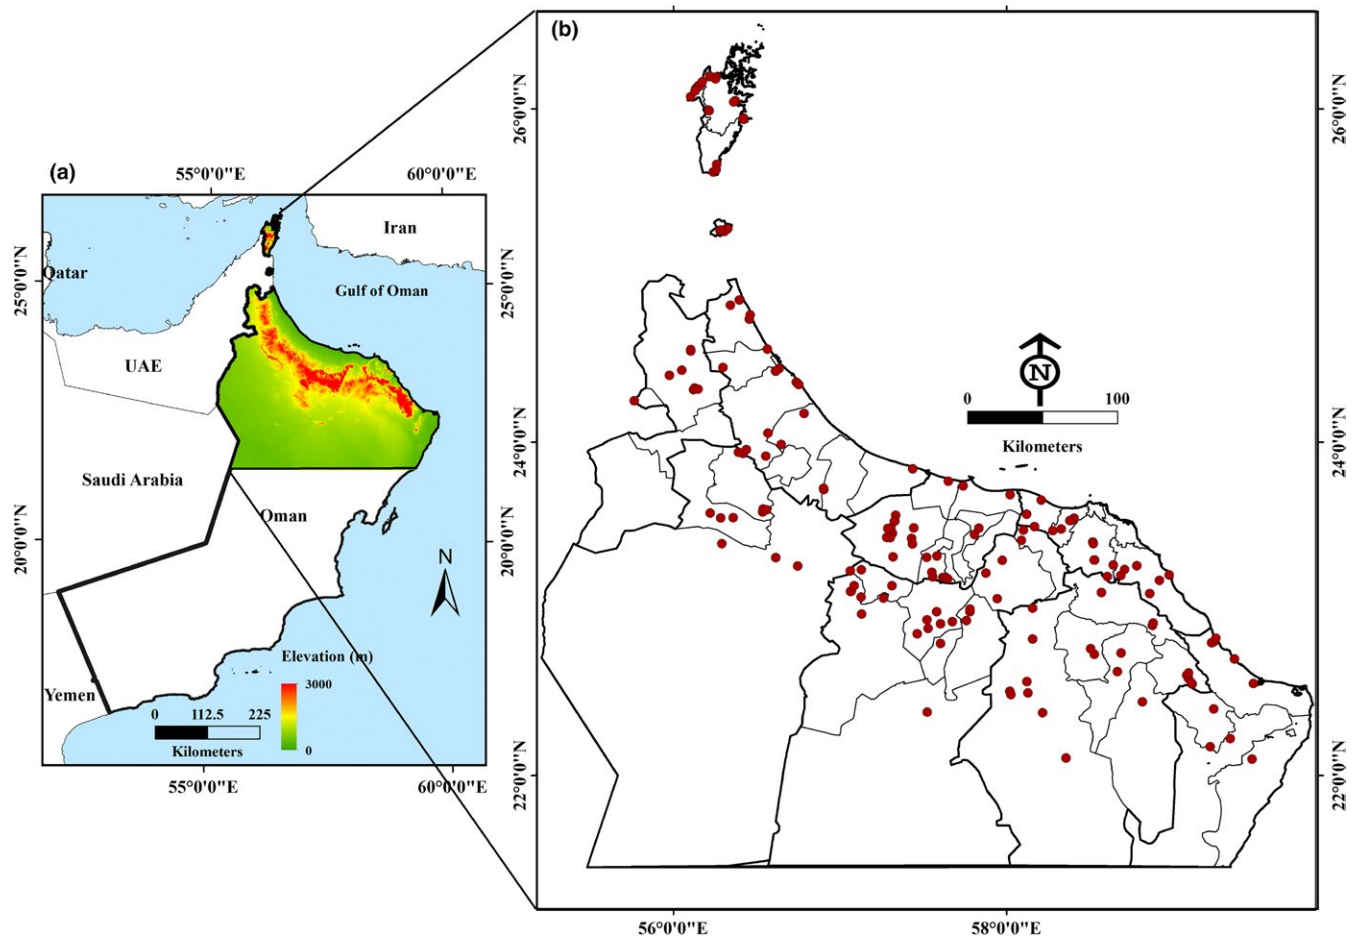 (a)
55°0'0"E
60°0'0"E
25°0'0"N
20°0'0"N
Iran
Qatar
Gulf of Oman
UAE
Saudi Arabia
Oman
N
Yemen
Elevation (m)
3000
0
0 112.5 225
Kilometers
55°0'0"E
60°0'0"E
25°0'0"N
20°0'0"N
(b)
26°0'0"N
24°0'0"N
22°0'0"N
N
0 100
Kilometers
26°0'0"N
24°0'0"N
22°0'0"N
56°0'0"E
58°0'0"E